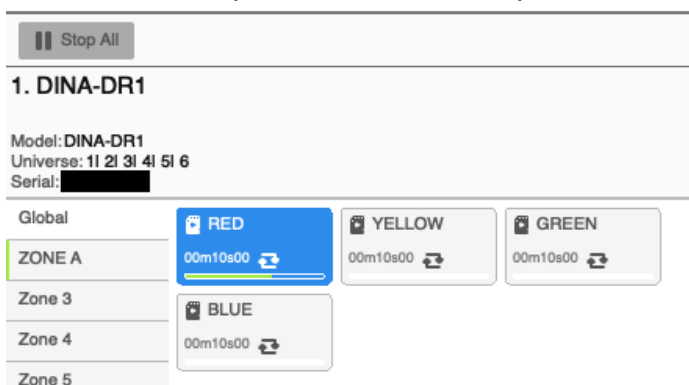 Stop All
1. DINA-DR1
Model: DINA-DR1
Universe: 1| 2| 3| 4| 5| 6
Serial:
Global
RED
YELLOW
GREEN
ZONE A
00m10s00
00m10s00
00m10s00
Zone 3
BLUE
Zone 4
00m10s00
Zone 5